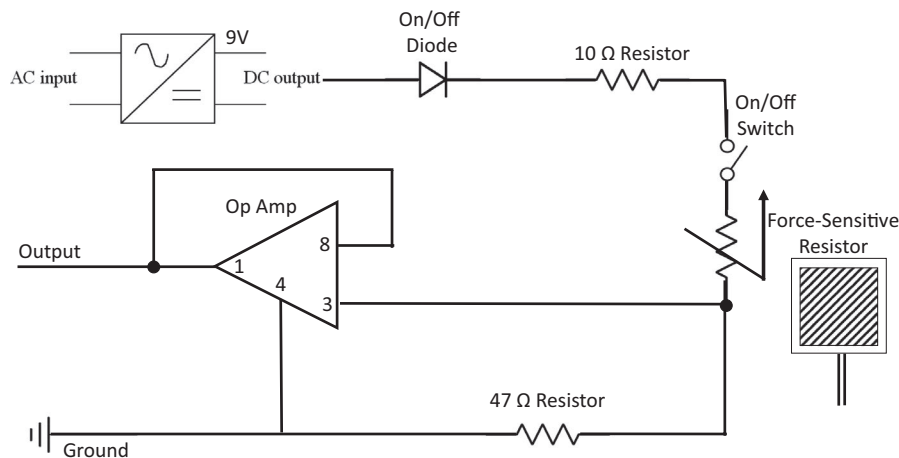 9V
AC input
DC output
On/Off
Diode
10 Ω Resistor
On/Off
Switch
Op Amp
Force-Sensitive
Resistor
Output
1
8
4
3
47 Ω Resistor
Ground